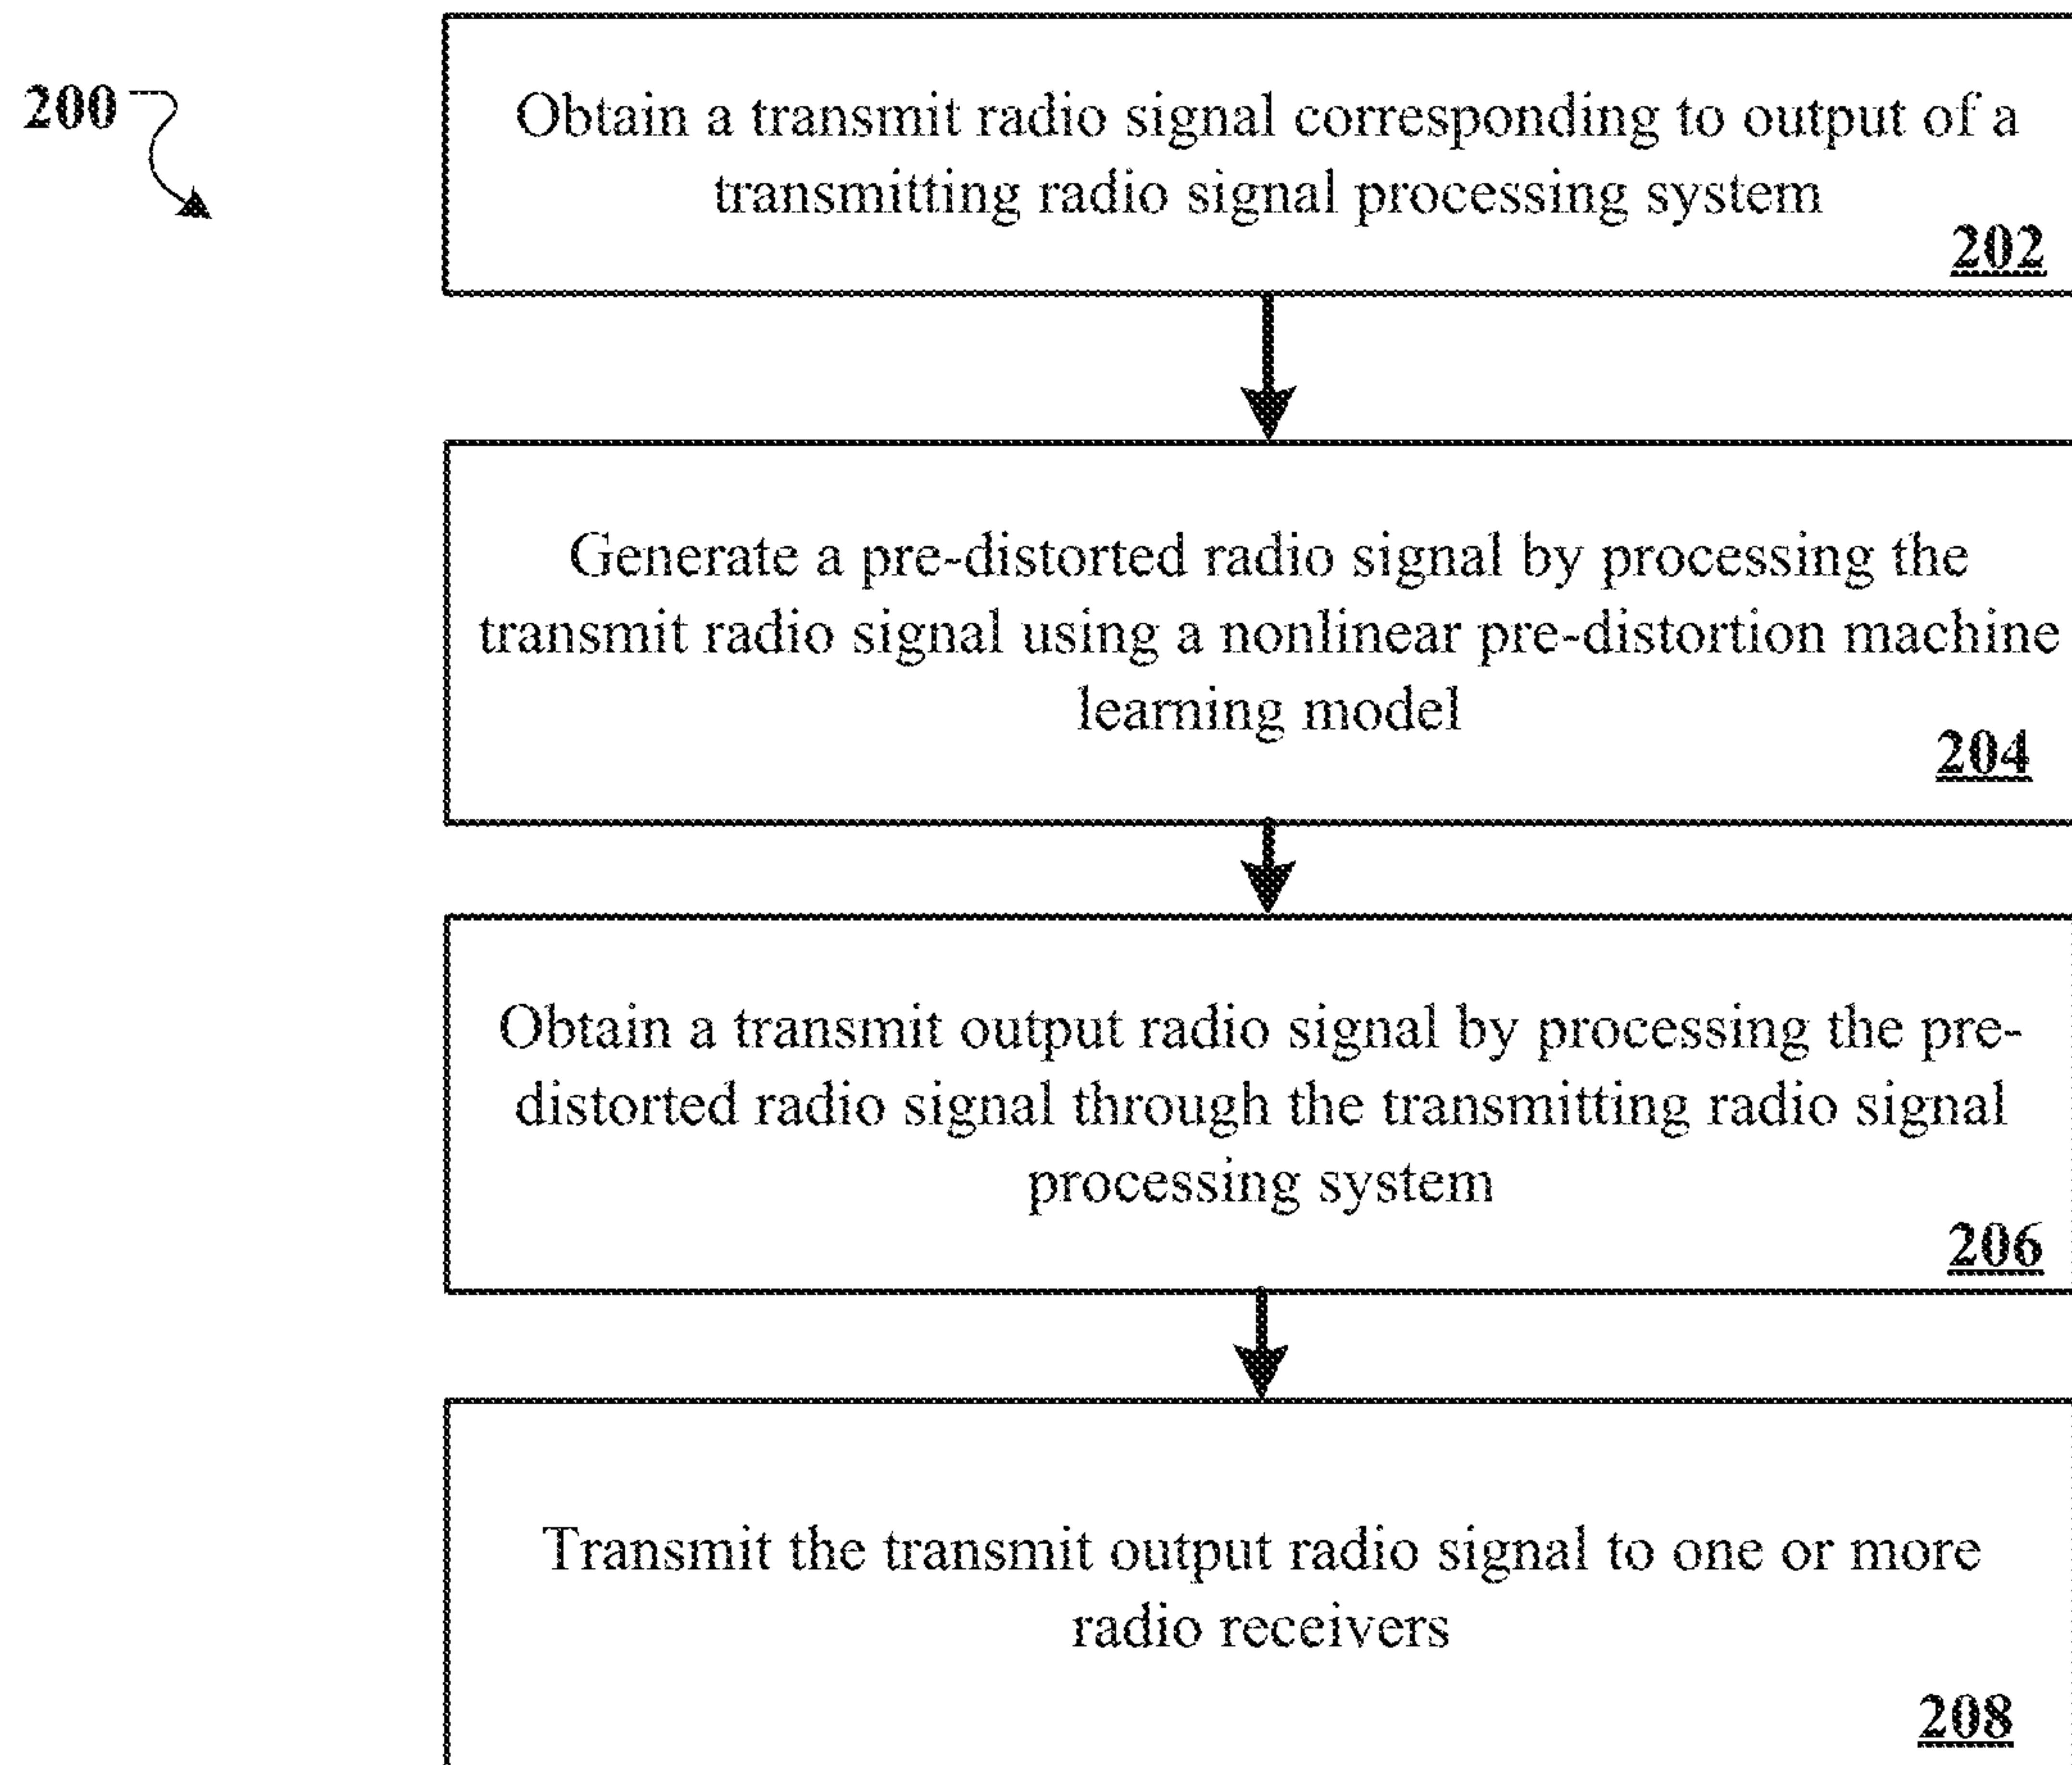 200
Obtain a transmit radio signal corresponding to output of a
transmitting radio signal processing system
202
Generate a pre-distorted radio signal by processing the
transmit radio signal using a nonlinear pre-distortion machine
learning model
204
Obtain a transmit output radio signal by processing the pre-
distorted radio signal through the transmitting radio signal
processing system
206
Transmit the transmit output radio signal to one or more
radio receivers
208